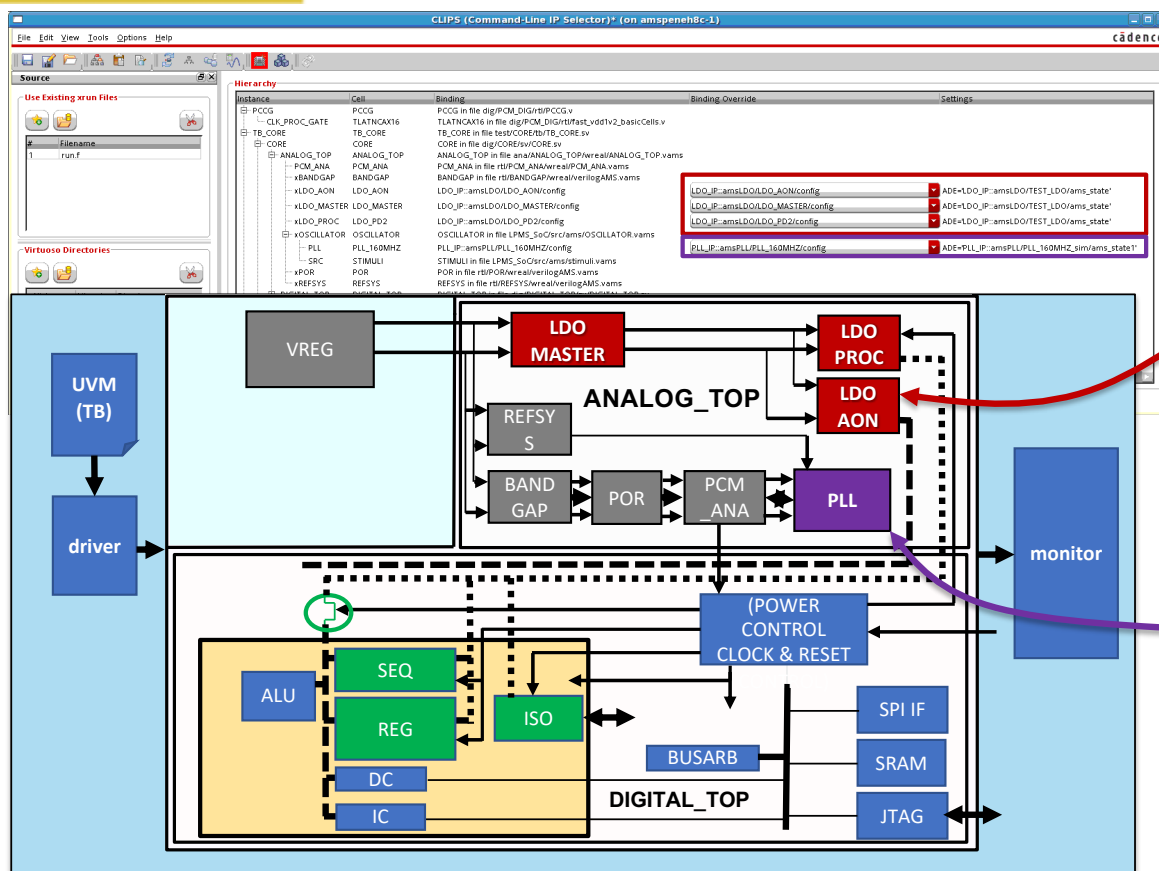 CLIPS (Command-Line IP Selector)* (on amspeneh8c-1)
File Edit View Tools Options Help
cādence
Source
Hierarchy
Use Existing xrun Files
# Filename
1 run.f
Virtuoso Directories
Instance Cell Binding Binding Override Settings
PCCG PCCG PCCG in file dig/PCM_DIG/rtl/PCCG.v
CLK_PROC_GATE TLATNCAX16 TLATNCAX16 in file dig/PCM_DIG/rtl/fast_vdd1v2_basicCells.v
TB_CORE TB_CORE TB_CORE in file test/CORE/tb/TB_CORE.sv
CORE CORE CORE in file dig/CORE/sv/CORE.sv
ANALOG_TOP ANALOG_TOP ANALOG_TOP in file ana/ANALOG_TOP/wreal/ANALOG_TOP.vams
PCM_ANA PCM_ANA PCM_ANA in file rtl/PCM_ANA/wreal/PCM_ANA.vams
xBANDGAP BANDGAP BANDGAP in file rtl/BANDGAP/wreal/verilogAMS.vams
xLDO_AON LDO_AON LDO_IP::amsLDO/LDO_AON/config LDO_IP::amsLDO/LDO_AON/config ADE='LDO_IP::amsLDO/TEST_LDO/ams_state'
xLDO_MASTER LDO_MASTER LDO_IP::amsLDO/LDO_MASTER/config LDO_IP::amsLDO/LDO_MASTER/config ADE='LDO_IP::amsLDO/TEST_LDO/ams_state'
xLDO_PROC LDO_PD2 LDO_IP::amsLDO/LDO_PD2/config LDO_IP::amsLDO/LDO_PD2/config ADE='LDO_IP::amsLDO/TEST_LDO/ams_state'
xOSCILLATOR OSCILLATOR OSCILLATOR in file LPMS_SoC/src/ams/OSCILLATOR.vams
PLL PLL_160MHZ PLL_IP::amsPLL/PLL_160MHZ/config PLL_IP::amsPLL/PLL_160MHZ/config ADE='PLL_IP::amsPLL/PLL_160MHZ_sim/ams_state1'
SRC STIMULI STIMULI in file LPMS_SoC/src/ams/stimuli.vams
xPOR POR POR in file rtl/POR/wreal/verilogAMS.vams
xREFSYS REFSYS REFSYS in file rtl/REFSYS/wreal/verilogAMS.vams
UVM
(TB)
driver
VREG
LDO
MASTER
LDO
PROC
LDO
AON
ANALOG_TOP
REFSY
S
BAND
GAP
POR
PCM
_ANA
PLL
monitor
(POWER
CONTROL
CLOCK & RESET
ALU
SEQ
REG
ISO
DC
IC
BUSARB
SPI IF
SRAM
JTAG
DIGITAL_TOP